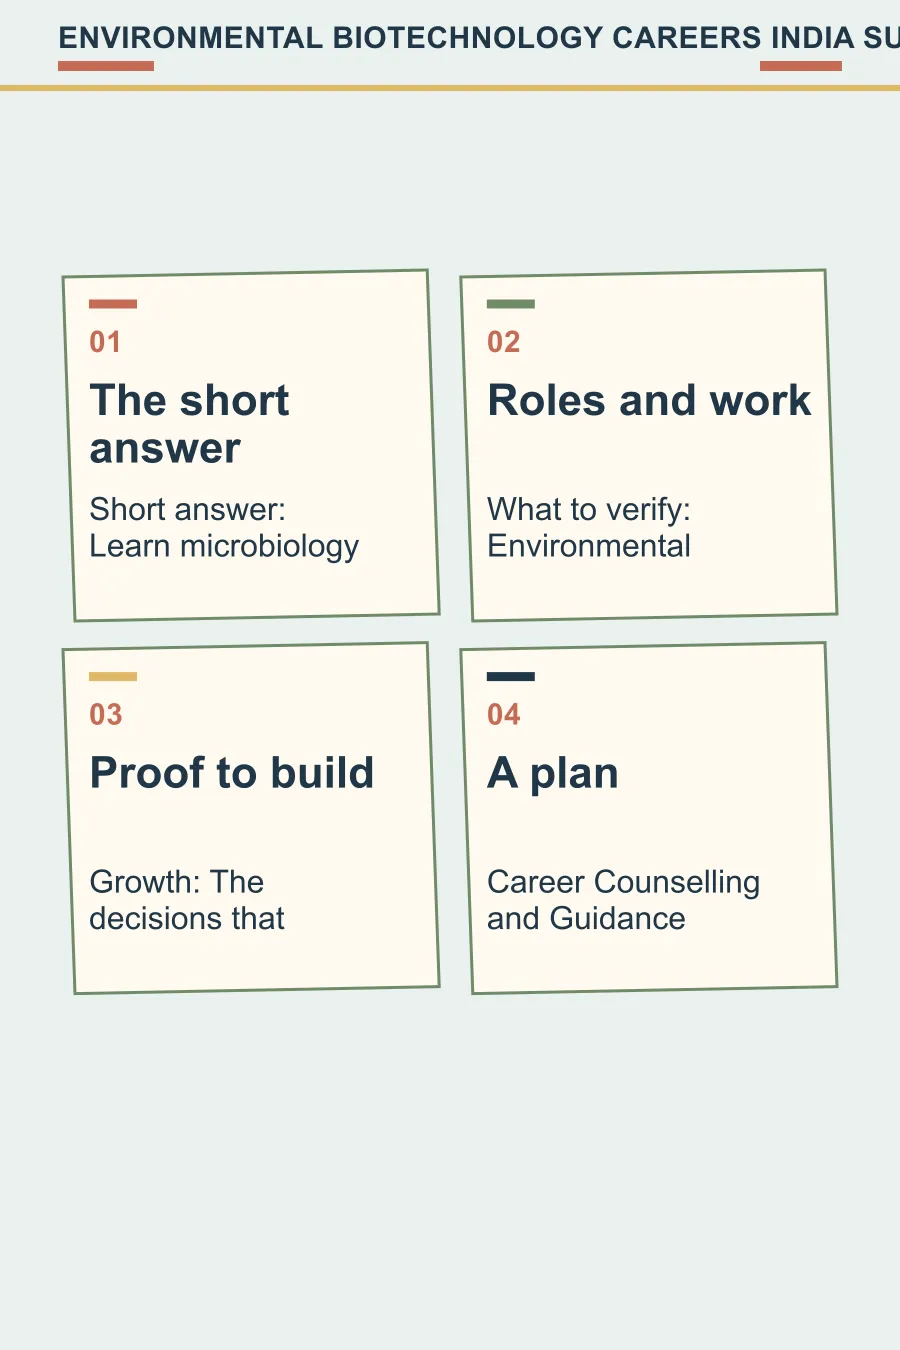 ENVIRONMENTAL BIOTECHNOLOGY CAREERS INDIA SU
01
The short
answer
Short answer:
Learn microbiology
02
Roles and work
What to verify:
Environmental
03
Proof to build
Growth: The
decisions that
04
A plan
Career Counselling
and Guidance